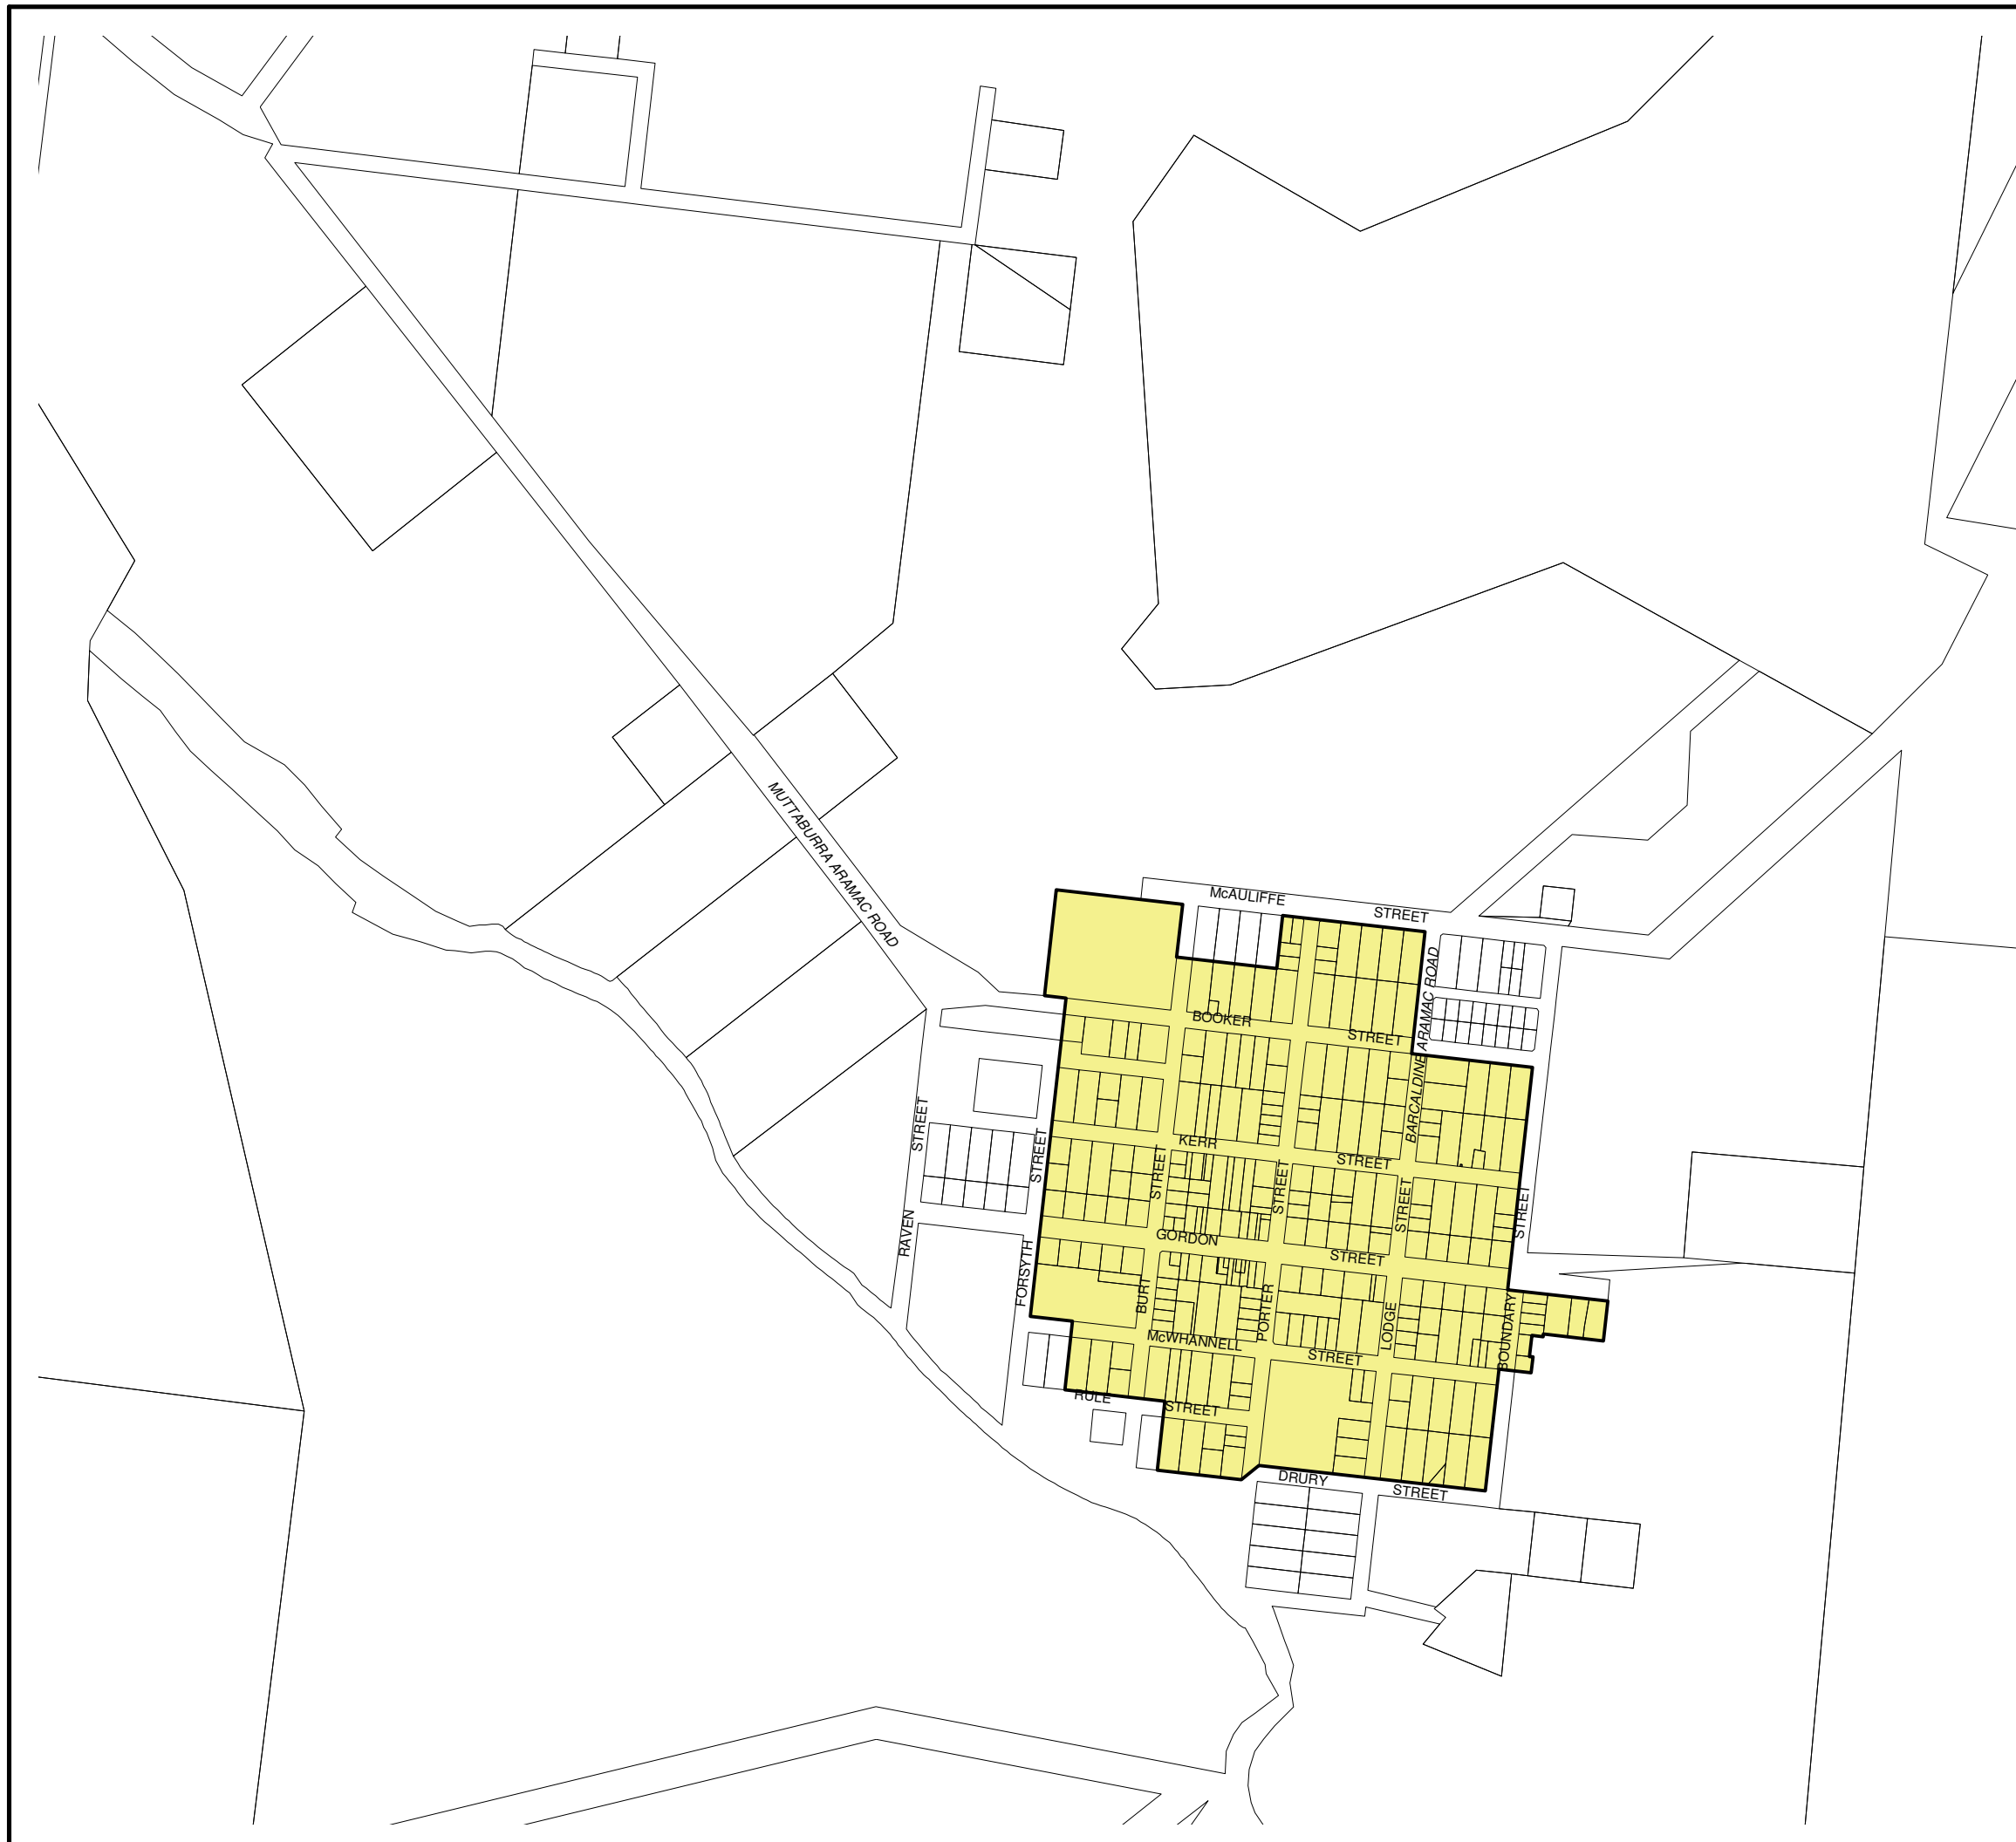 McAULIFFE
STREET
MUTTABURRA ARAMAC ROAD
BARCALDINE ARAMAC ROAD
BOOKER
STREET
KERR
STREET
STREET
STREET
STREET
STREET
STREET
STREET
GORDON
STREET
RAVEN
FORSYTH
BURT
PORTER
LODGE
BOUNDARY
McWHANNELL
STREET
RULE
STREET
DRURY
STREET